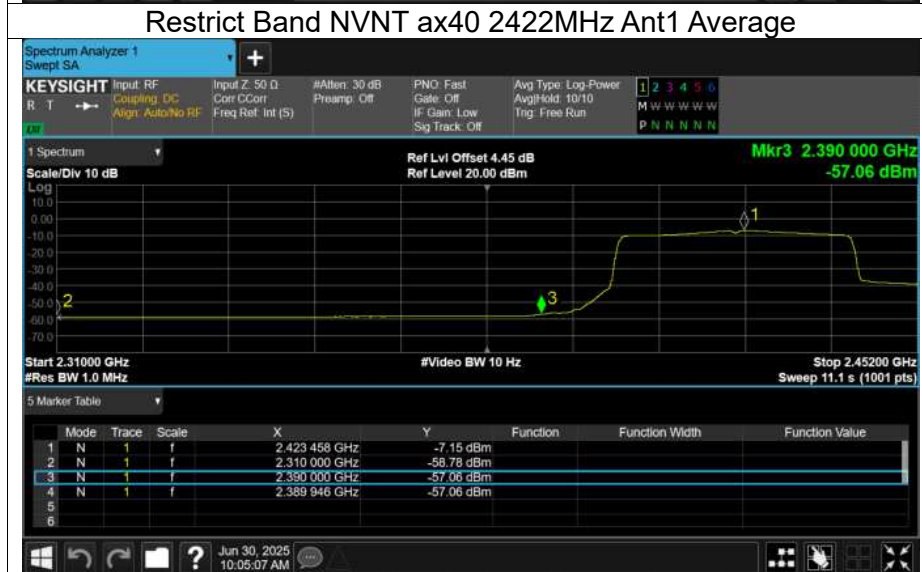 Restrict Band NVNT ax40 2422MHz Ant1 Average
Spectrum Analyzer 1
Swept SA
+
KEYSIGHT
R T
Input: RF
Coupling: DC
Align: Auto/No RF
Input Z: 50 Ω
Corr CCorr
Freq Ref: Int (S)
#Atten: 30 dB
Preamp: Off
PNO: Fast
Gate: Off
IF Gain: Low
Sig Track: Off
Avg Type: Log-Power
Avg|Hold: 10/10
Trig: Free Run
1 2 3 4 5 6
M W W W W W
P N N N N N
1 Spectrum
Scale/Div 10 dB
Ref Lvl Offset 4.45 dB
Ref Level 20.00 dBm
Mkr3 2.390 000 GHz
-57.06 dBm
Log
10.0
0.00
-10.0
-20.0
-30.0
-40.0
-50.0
-60.0
-70.0
1
2
3
Start 2.31000 GHz
#Res BW 1.0 MHz
#Video BW 10 Hz
Stop 2.45200 GHz
Sweep 11.1 s (1001 pts)
5 Marker Table
Mode Trace Scale X Y Function Function Width Function Value
1 N 1 f 2.423 458 GHz -7.15 dBm
2 N 1 f 2.310 000 GHz -58.78 dBm
3 N 1 f 2.390 000 GHz -57.06 dBm
4 N 1 f 2.389 946 GHz -57.06 dBm
5
6
?
Jun 30, 2025
10:05:07 AM